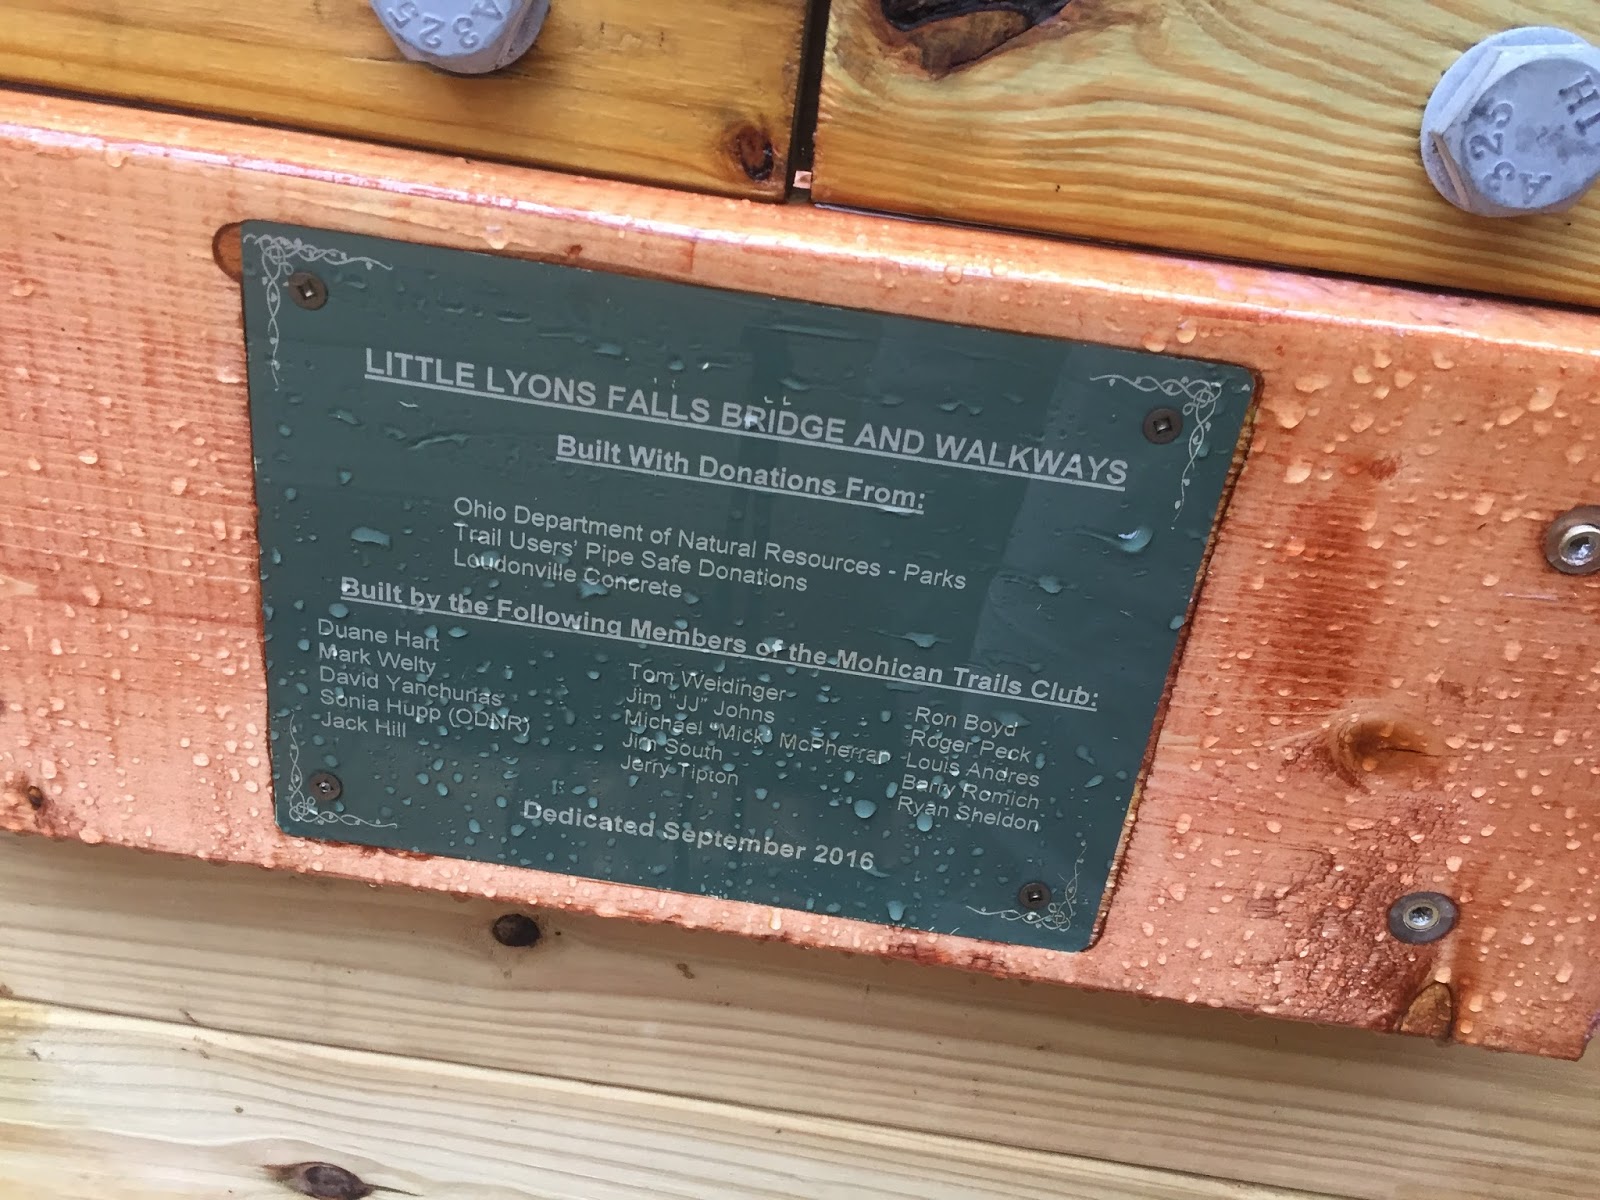 A325
A325
HT
LITTLE LYONS FALLS BRIDGE AND WALKWAYS
Built With Donations From:
Ohio Department of Natural Resources - Parks
Trail Users' Pipe Safe Donations
Loudonville Concrete
Built by the Following Members of the Mohican Trails Club:
Duane Hart
Mark Welty
David Yanchunas
Sonia Hupp (ODNR)
Jack Hill
Tom Weidinger
Jim "JJ" Johns
Michael "Mick" McPherran
Jim South
Jerry Tipton
Ron Boyd
Roger Peck
Louis Andres
Barry Romich
Ryan Sheldon
Dedicated September 2016